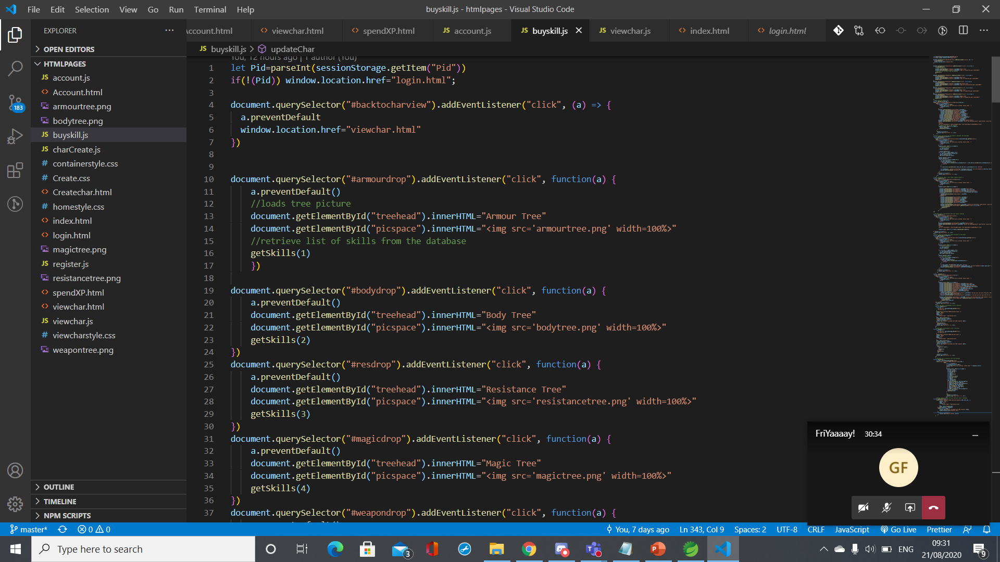 File Edit Selection View Go Run Terminal Help
buyskill.js - htmlpages - Visual Studio Code
EXPLORER
OPEN EDITORS
HTMLPAGES
account.js
Account.html
armourtree.png
bodytree.png
buyskill.js
charCreate.js
containerstyle.css
Create.css
Createchar.html
homestyle.css
index.html
login.html
magictree.png
register.js
resistancetree.png
spendXP.html
viewchar.html
viewchar.js
viewcharstyle.css
weapontree.png
OUTLINE
TIMELINE
NPM SCRIPTS
183
ccount.html viewchar.html spendXP.html JS account.js JS buyskill.js JS viewchar.js index.html login.html
JS buyskill.js > updateChar
You, 12 hours ago | 1 author (You)
1 let Pid=parseInt(sessionStorage.getItem("Pid"))
2 if(!(Pid)) window.location.href="login.html";
3
4 document.querySelector("#backtocharview").addEventListener("click", (a) => {
5 a.preventDefault
6 window.location.href="viewchar.html"
7 })
8
9
10 document.querySelector("#armourdrop").addEventListener("click", function(a) {
11 a.preventDefault()
12 //loads tree picture
13 document.getElementById("treehead").innerHTML="Armour Tree"
14 document.getElementById("picspace").innerHTML="<img src='armourtree.png' width=100%>"
15 //retrieve list of skills from the database
16 getSkills(1)
17 })
18
19 document.querySelector("#bodydrop").addEventListener("click", function(a) {
20 a.preventDefault()
21 document.getElementById("treehead").innerHTML="Body Tree"
22 document.getElementById("picspace").innerHTML="<img src='bodytree.png' width=100%>"
23 getSkills(2)
24 })
25 document.querySelector("#resdrop").addEventListener("click", function(a) {
26 a.preventDefault()
27 document.getElementById("treehead").innerHTML="Resistance Tree"
28 document.getElementById("picspace").innerHTML="<img src='resistancetree.png' width=100%>"
29 getSkills(3)
30 })
31 document.querySelector("#magicdrop").addEventListener("click", function(a) {
32 a.preventDefault()
33 document.getElementById("treehead").innerHTML="Magic Tree"
34 document.getElementById("picspace").innerHTML="<img src='magictree.png' width=100%>"
35 getSkills(4)
36 })
37 document.querySelector("#weapondrop").addEventListener("click", function(a) {
FriYaaaay! 30:34
GF
master* 0 0 You, 7 days ago Ln 343, Col 9 Spaces: 2 UTF-8 CRLF JavaScript Go Live Prettier
Type here to search
3
ENG
09:31
21/08/2020
9